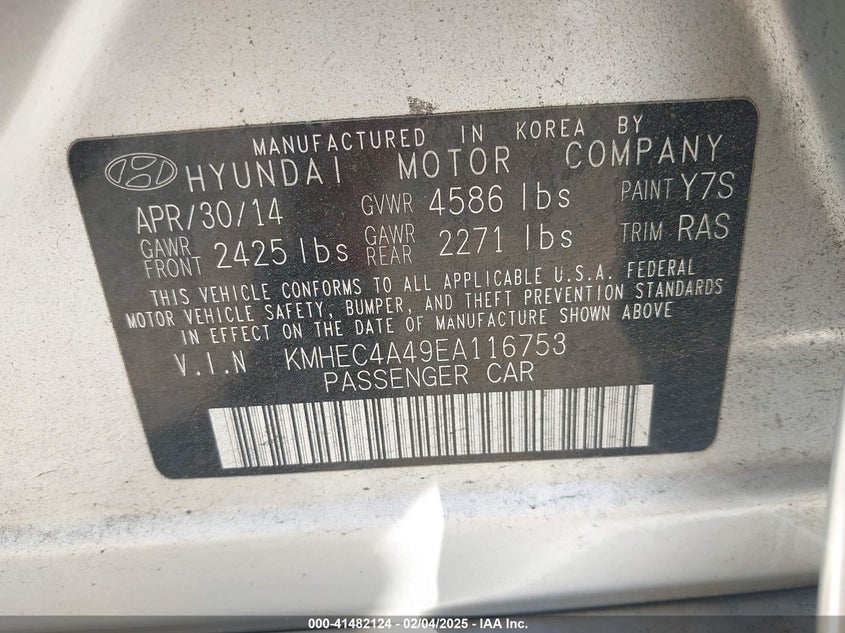 MANUFACTURED IN KOREA BY
HYUNDAI MOTOR COMPANY
APR/30/14 GVWR 4586 lbs PAINT Y7S
GAWR FRONT 2425 lbs GAWR REAR 2271 lbs TRIM RAS
THIS VEHICLE CONFORMS TO ALL APPLICABLE U.S.A. FEDERAL
MOTOR VEHICLE SAFETY, BUMPER, AND THEFT PREVENTION STANDARDS
IN EFFECT ON THE DATE OF MANUFACTURE SHOWN ABOVE
V.I.N KMHEC4A49EA116753
PASSENGER CAR
000-41482124 - 02/04/2025 - IAA Inc.